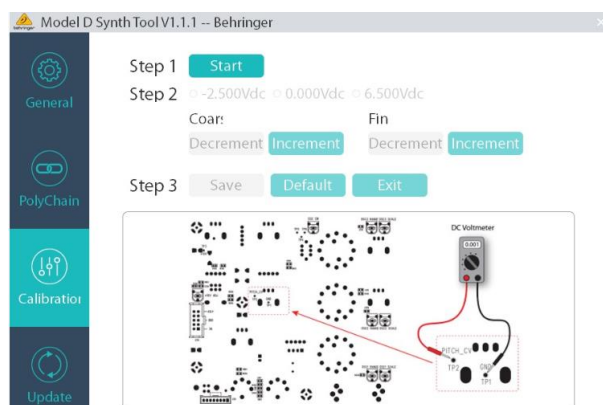 Model D Synth Tool V1.1.1 -- Behringer
General
PolyChain
Calibration
Update
Step 1 Start
Step 2 -2.500Vdc 0.000Vdc 6.500Vdc
Coars Fin
Decrement Increment Decrement Increment
Step 3 Save Default Exit
DC Voltmeter
0.001
PITCH_CV
GND
TP2
TP1